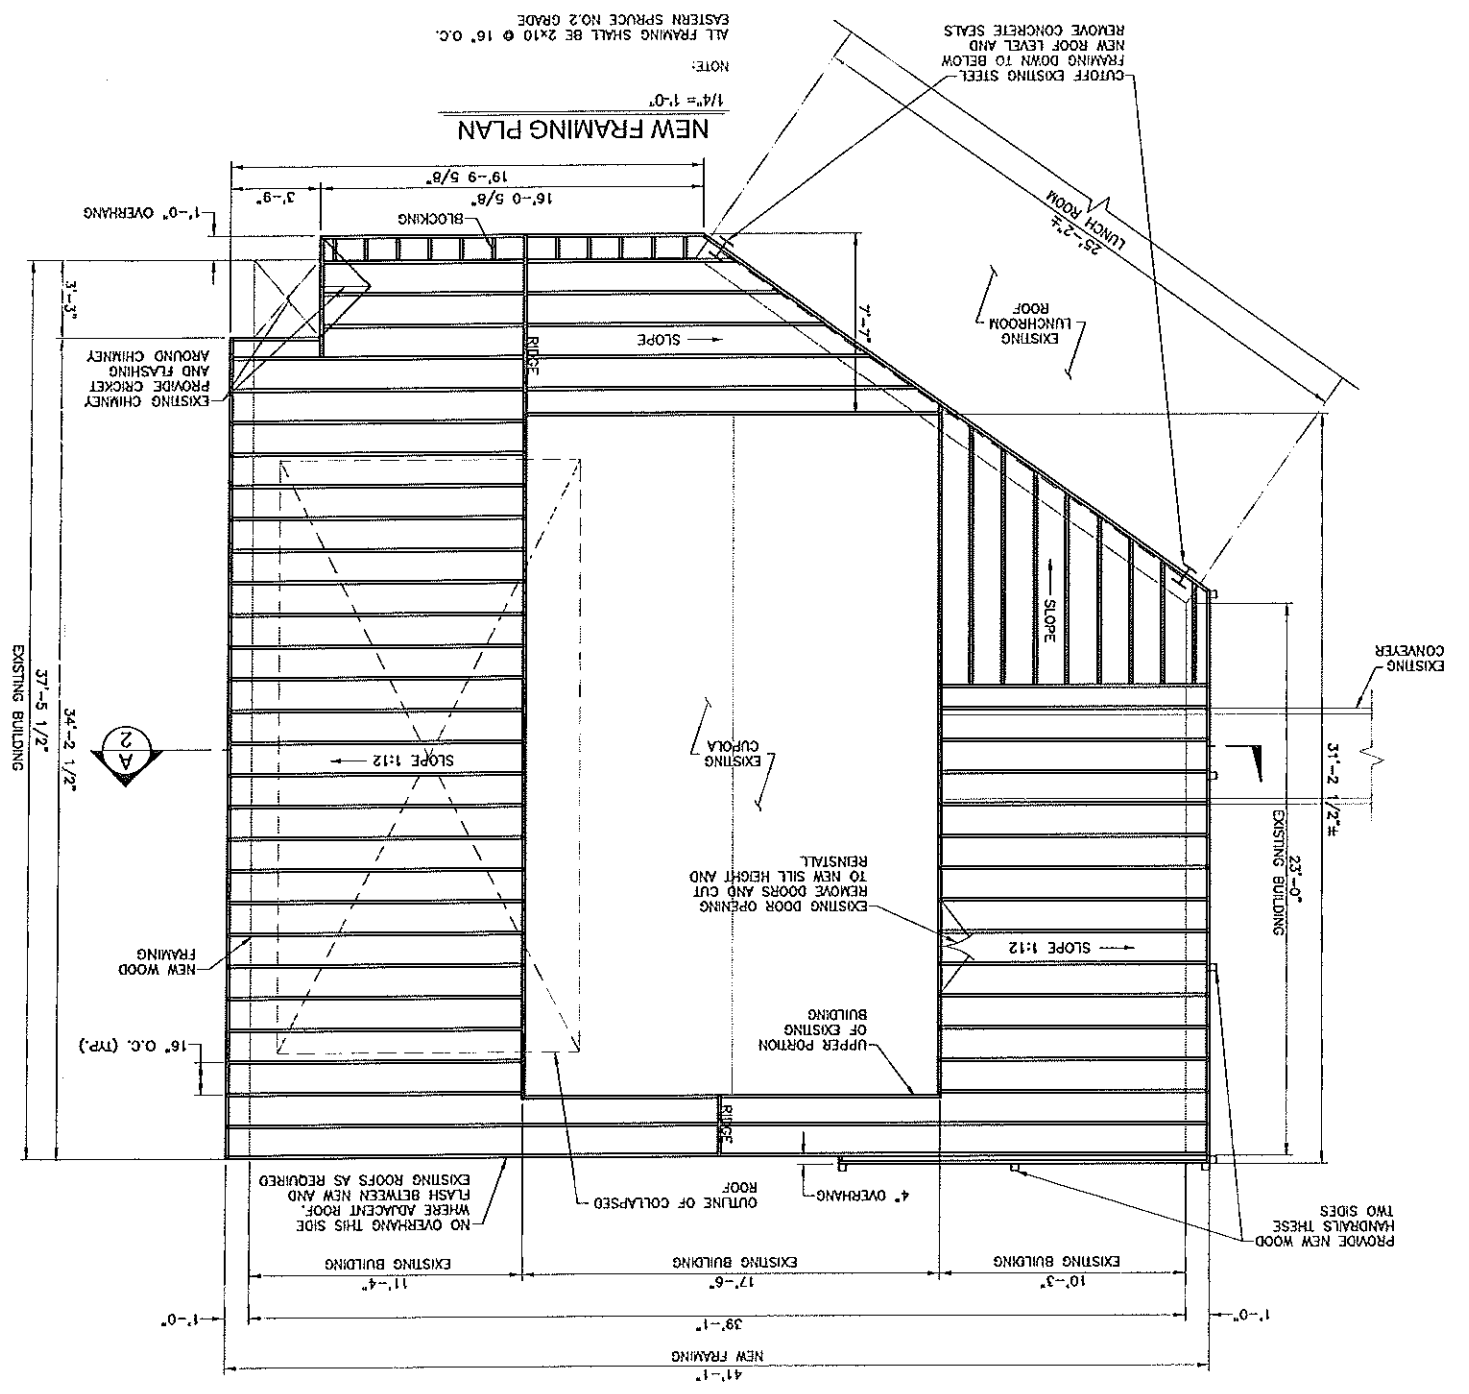 PROVIDE NEW WOOD
HANDRAILS THESE
TWO SIDES
41'-1"
NEW FRAMING
1'-0"
39'-1"
1'-0"
10'-3"
EXISTING BUILDING
17'-6"
EXISTING BUILDING
11'-4"
EXISTING BUILDING
4" OVERHANG
OUTLINE OF COLLAPSED
ROOF
NO OVERHANG THIS SIDE
WHERE ADJACENT ROOF.
FLASH BETWEEN NEW AND
EXISTING ROOFS AS REQUIRED
RIDGE
UPPER PORTION
OF EXISTING
BUILDING
16" O.C. (TYP.)
NEW WOOD
FRAMING
SLOPE 1:12
EXISTING DOOR OPENING
REMOVE DOORS AND CUT
TO NEW SILL HEIGHT AND
REINSTALL
23'-0"
EXISTING BUILDING
31'-2 1/2"±
EXISTING
CUPOLA
SLOPE 1:12
A
2
34'-2 1/2"
37'-5 1/2"
EXISTING BUILDING
EXISTING
CONVEYER
SLOPE
EXISTING CHIMNEY
PROVIDE CRICKET
AND FLASHING
AROUND CHIMNEY
RIDGE
SLOPE
7'-7"
3'-3"
EXISTING
LUNCHROOM
ROOF
25'-2"±
LUNCH ROOM
BLOCKING
1'-0" OVERHANG
16'-0 5/8"
3'-9"
19'-9 5/8"
CUTOFF EXISTING STEEL
FRAMING DOWN TO BELOW
NEW ROOF LEVEL AND
REMOVE CONCRETE SEALS
NEW FRAMING PLAN
1/4"= 1'-0"
NOTE:
ALL FRAMING SHALL BE 2x10 @ 16" O.C.
EASTERN SPRUCE NO.2 GRADE